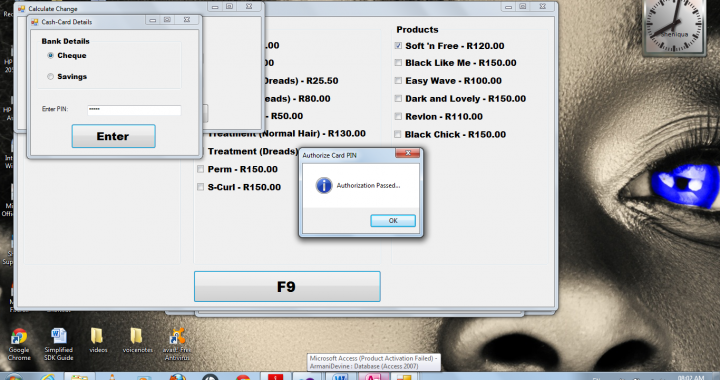 Calculate Change
Cash-Card Details
Bank Details
Cheque
Savings
Enter PIN:
*****
Enter
.00
00
Dreads) - R25.50
eads) - R80.00
- R50.00
Treatment (Normal Hair) - R130.00
Treatment (Dreads)
Perm - R150.00
S-Curl - R150.00
Products
Soft 'n Free - R120.00
Black Like Me - R150.00
Easy Wave - R100.00
Dark and Lovely - R150.00
Revlon - R110.00
Black Chick - R150.00
Authorize Card PIN
Authorization Passed...
OK
F9
sheniqua
Google
Chrome
Simplified
SDK Guide
videos
voicenotes
avast! Free
Antivirus
Microsoft Access (Product Activation Failed) -
ArmaniDevine : Database (Access 2007)